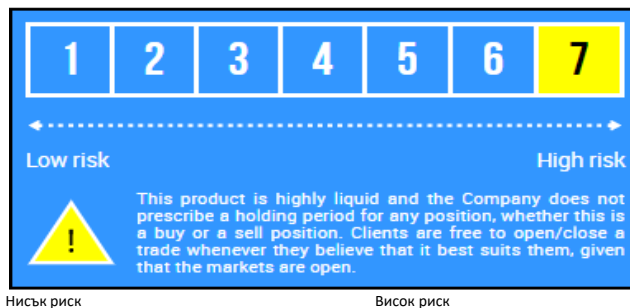 1 2 3 4 5 6 7
Low risk High risk
!
This product is highly liquid and the Company does not
prescribe a holding period for any position, whether this is
a buy or a sell position. Clients are free to open/close a
trade whenever they believe that it best suits them, given
that the markets are open.
Нисък риск Висок риск